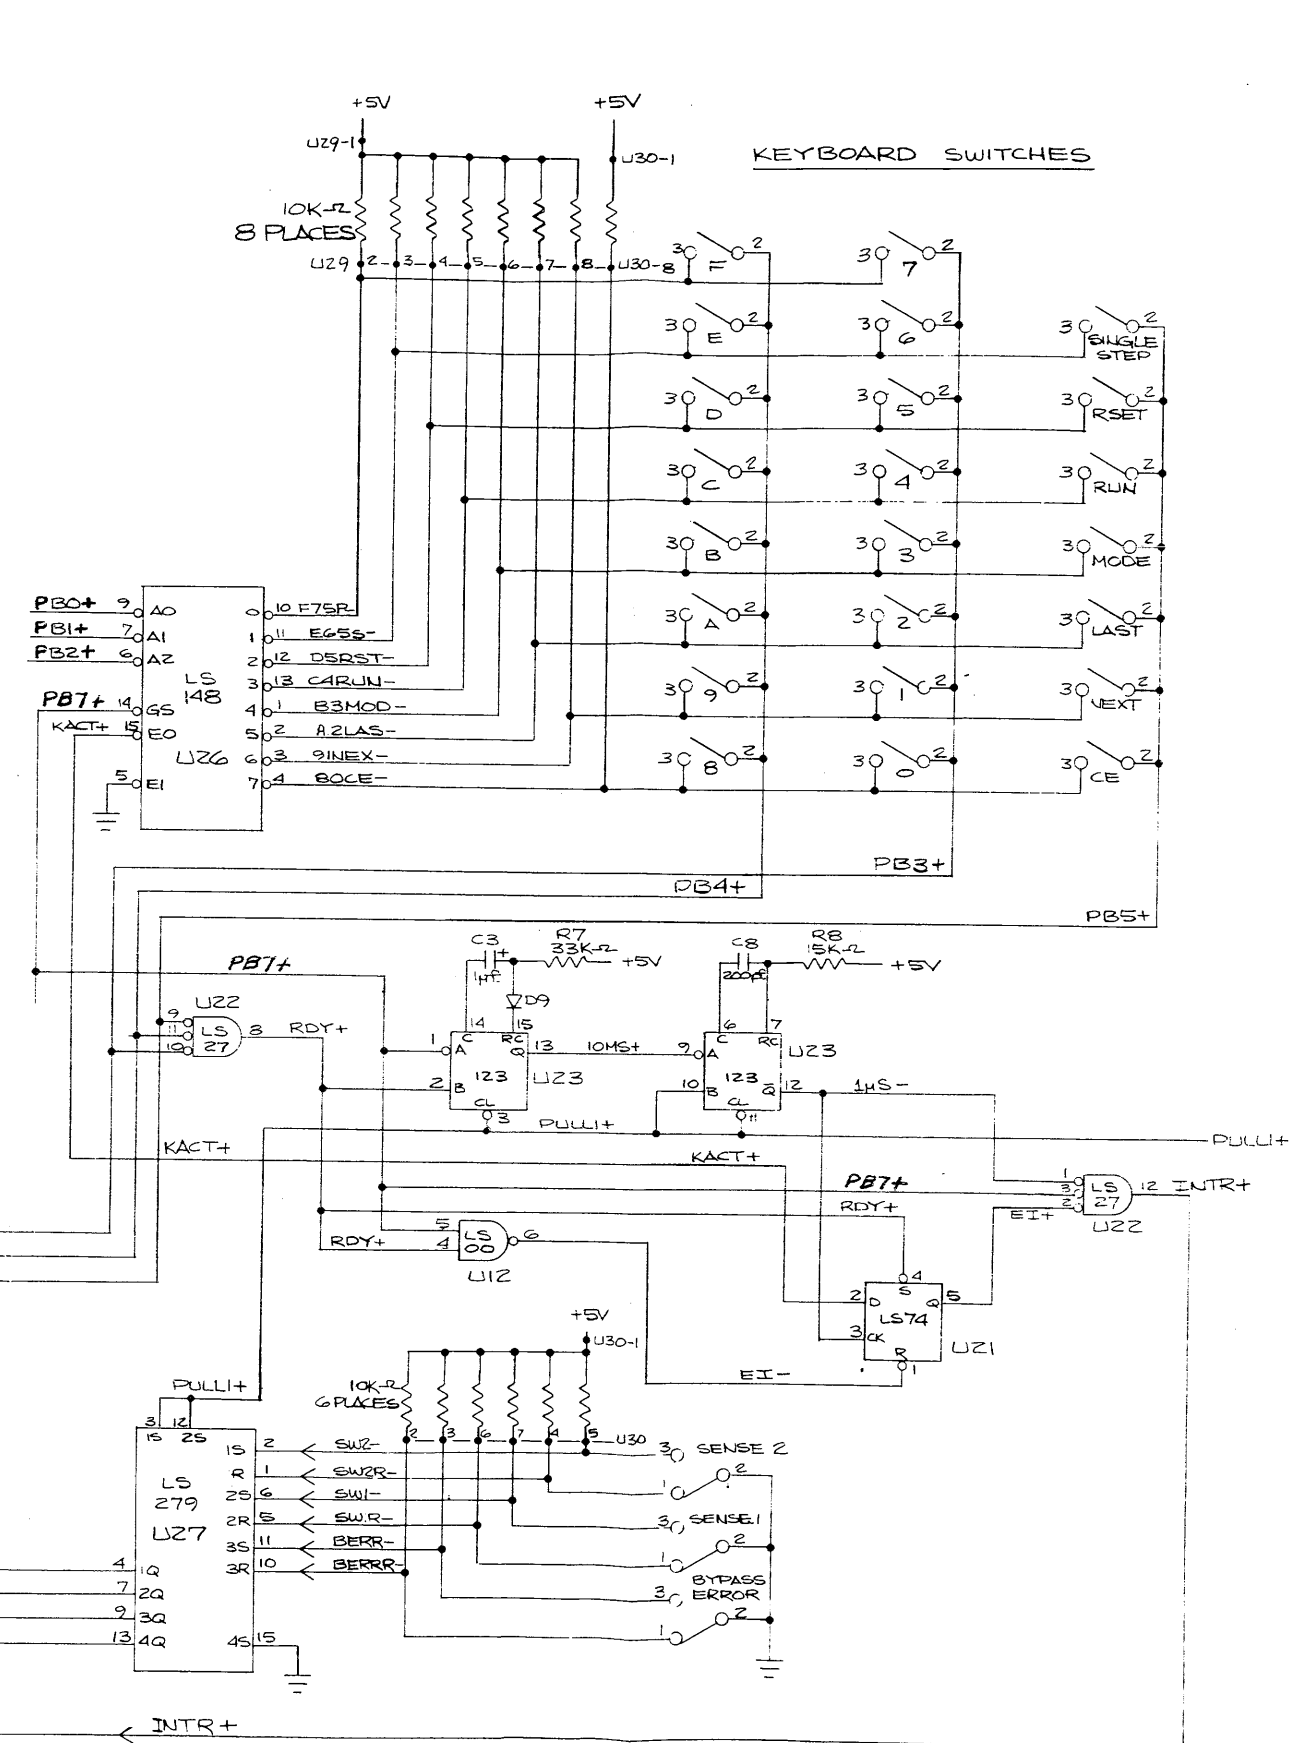 +5V +5V
U29-1 U30-1
KEYBOARD SWITCHES
10K-Ω
8 PLACES
U29 2 3 4 5 6 7 8 U30-8
3 F 2 3 7 2
3 E 2 3 6 2 3 SINGLE STEP 2
3 D 2 3 5 2 3 RSET 2
3 C 2 3 4 2 3 RUN 2
3 B 2 3 3 2 3 MODE 2
3 A 2 3 2 2 3 LAST 2
3 9 2 3 1 2 3 2
3 8 2 3 0 2 3 CE 2
PB0+ 9 A0 0 10 F75R-
PB1+ 7 A1 1 11 E65S-
PB2+ 6 A2 2 12 D5RST-
LS 148
3 13 C4RUN-
PB7+ 14 GS 4 1 B3MOD-
KACT+ 15 EO 5 2 A2LAS-
U26 6 3 91NEX-
5 EI 7 4 80CE-
PB3+
PB4+
PB5+
C3 + R7
1μf. 33K-Ω +5V
C8 R8
200pf 15K-Ω +5V
PB7+
D9
U22
9
11 LS 8 RDY+
10 27
14 15
C RC
1 A Q 13 10MS+
2 B 123 U23
CL
3
6 7
C RC
9 A U23
10 B 123 Q̅ 12 1μS-
CL
11
PULL1+
PULL1+
KACT+ KACT+
PB7+
RDY+
1
3 LS 12 INTR+
2 27
EI+ U22
5 LS 6
RDY+ 4 00
U12
4
S
2 D Q 5
LS74
3 CK U21
R
1
EI-
+5V
U30-1
10K-Ω
6 PLACES
2 3 6 7 4 5 U30
PULL1+
3 12
1S 2S
1S 2 SW2- 3 SENSE 2
R 1 SW2R- 2
LS 279
2S 6 SW1- 1
U27 2R 5 SW.R- 3 SENSE.1
3S 11 BERR- 2
3R 10 BERRR- 1
4 1Q
7 2Q BYPASS
9 3Q 3 ERROR
2
13 4Q 4S 15 1
INTR+